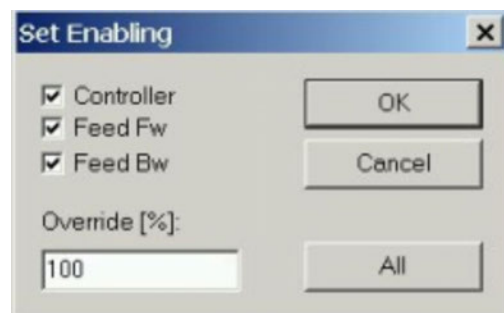 Set Enabling
Controller
OK
Feed Fw
Feed Bw
Cancel
Override [%]:
100
All